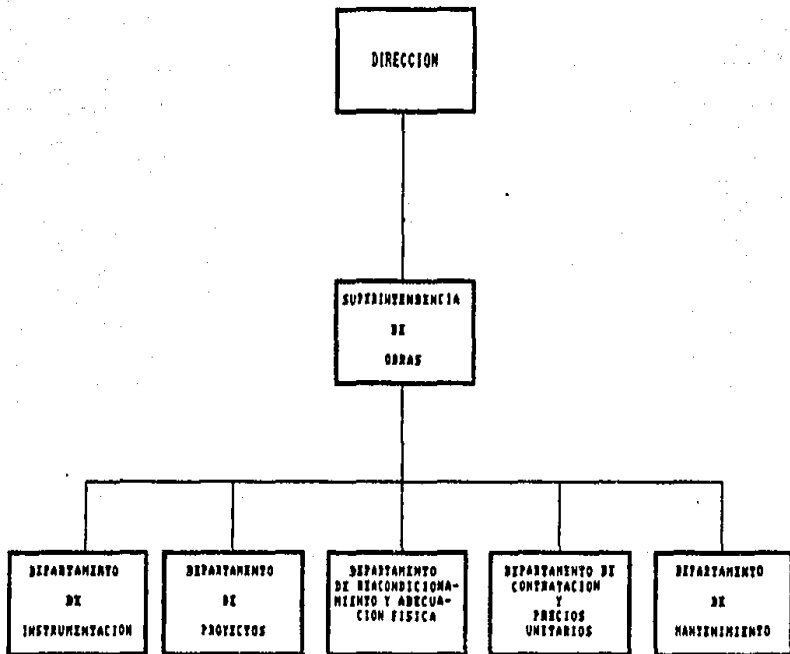 DIRECCION
SUPERINTENDENCIA
DE
OBRAS
DEPARTAMENTO
DE
INSTRUMENTACION
DEPARTAMENTO
DE
PROYECTOS
DEPARTAMENTO
DE REACONDICIONA-
MIENTO Y ADECUA-
CION FISICA
DEPARTAMENTO DE
CONTRATACION
Y
PRECIOS
UNITARIOS
DEPARTAMENTO
DE
MANTENIMIENTO